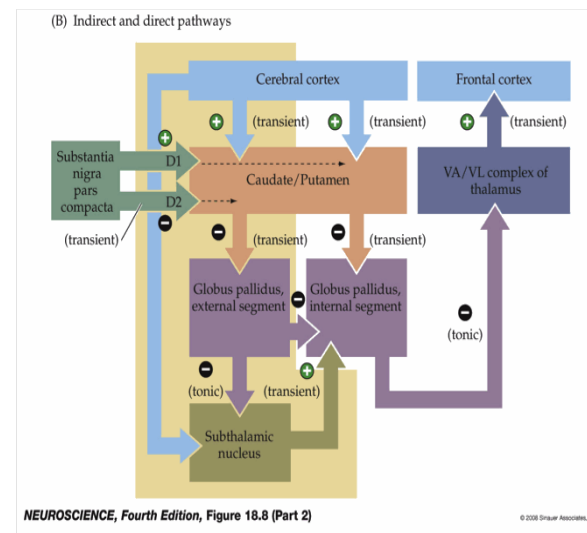 (B) Indirect and direct pathways
Cerebral cortex
Frontal cortex
+
(transient)
+
(transient)
+
(transient)
+
Substantia
nigra
pars
compacta
D1
D2
(transient)
−
Caudate/Putamen
VA/VL complex of
thalamus
−
(transient)
−
(transient)
Globus pallidus,
external segment
−
Globus pallidus,
internal segment
−
(tonic)
−
(tonic)
+
(transient)
Subthalamic
nucleus
NEUROSCIENCE, Fourth Edition, Figure 18.8 (Part 2)
© 2008 Sinauer Associates,